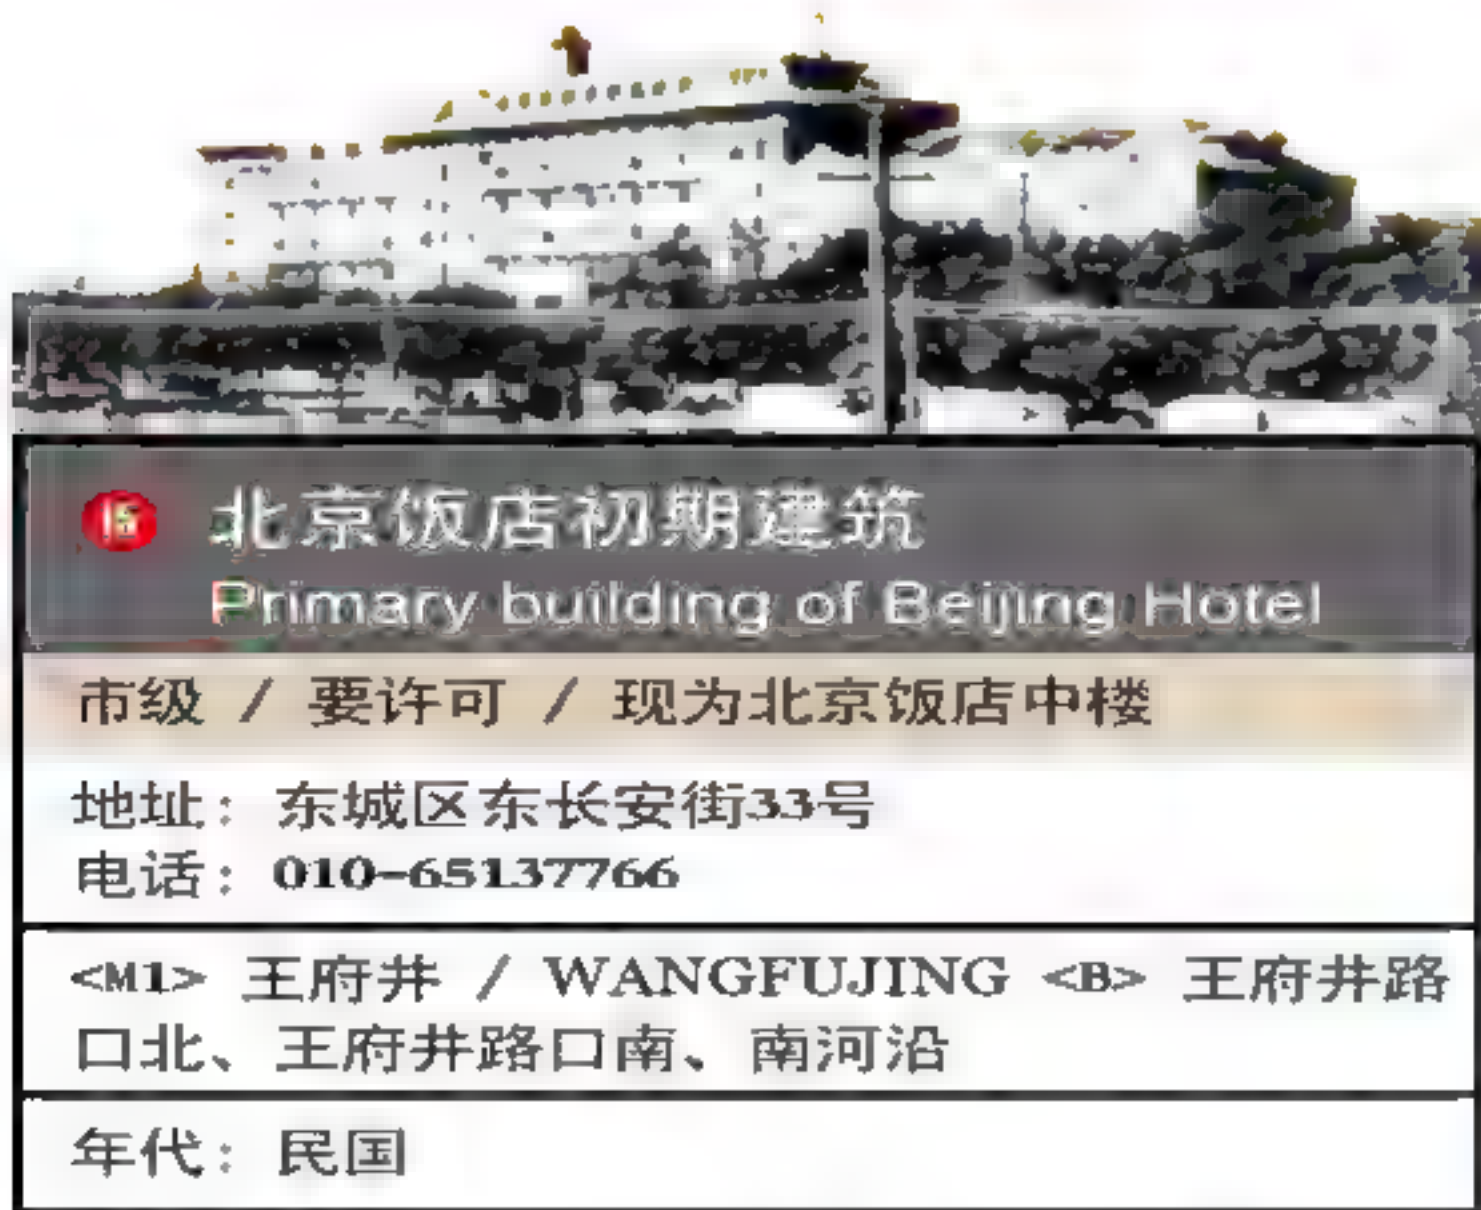 北京饭店初期建筑
Primary building of Beijing Hotel
市级 / 要许可 / 现为北京饭店中楼
地址：东城区东长安街33号
电话：010-65137766
<M1> 王府井 / WANGFUJING <B> 王府井路
口北、王府井路口南、南河沿
年代：民国